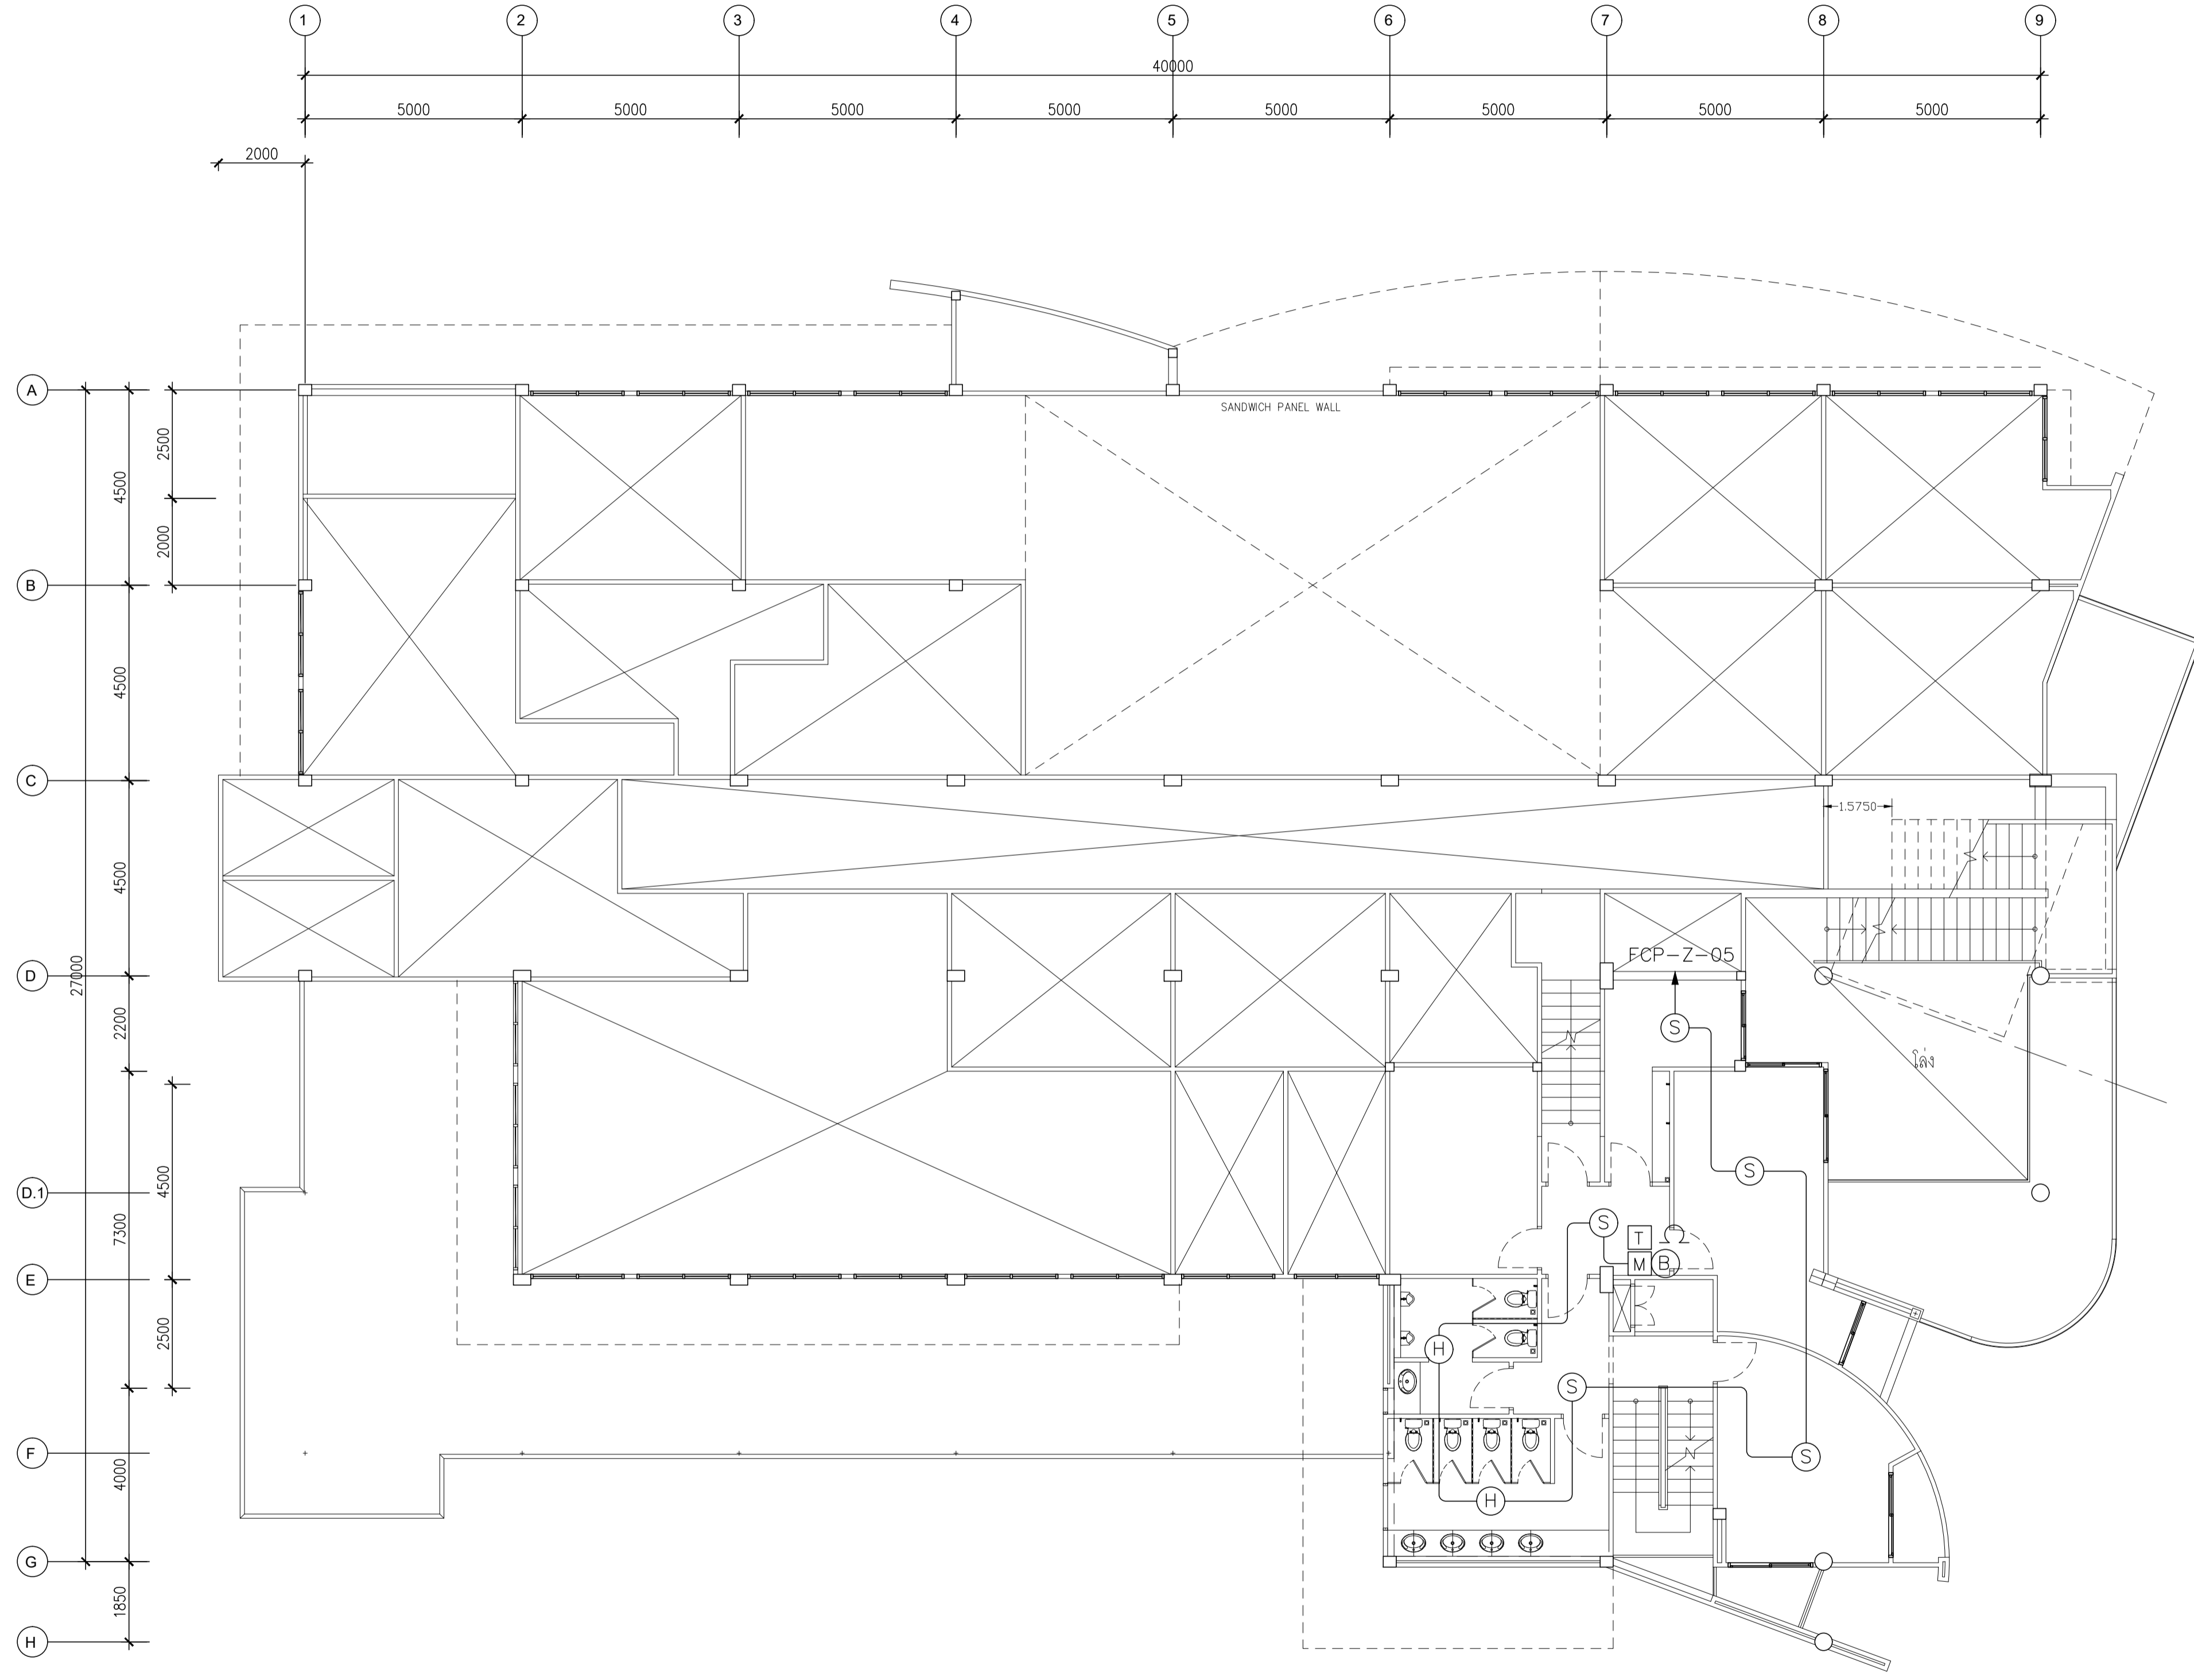 1 2 3 4 5 6 7 8 9
40000
5000 5000 5000 5000 5000 5000 5000 5000
2000
A
SANDWICH PANEL WALL
2500
4500
2000
B
4500
C
1.5750
4500
FCP-Z-05
D
27000
S
2200
โล่ง
S
4500
D.1
7300
S
T
M B
E
2500
H
S
F
S
4000
H
G
1850
H